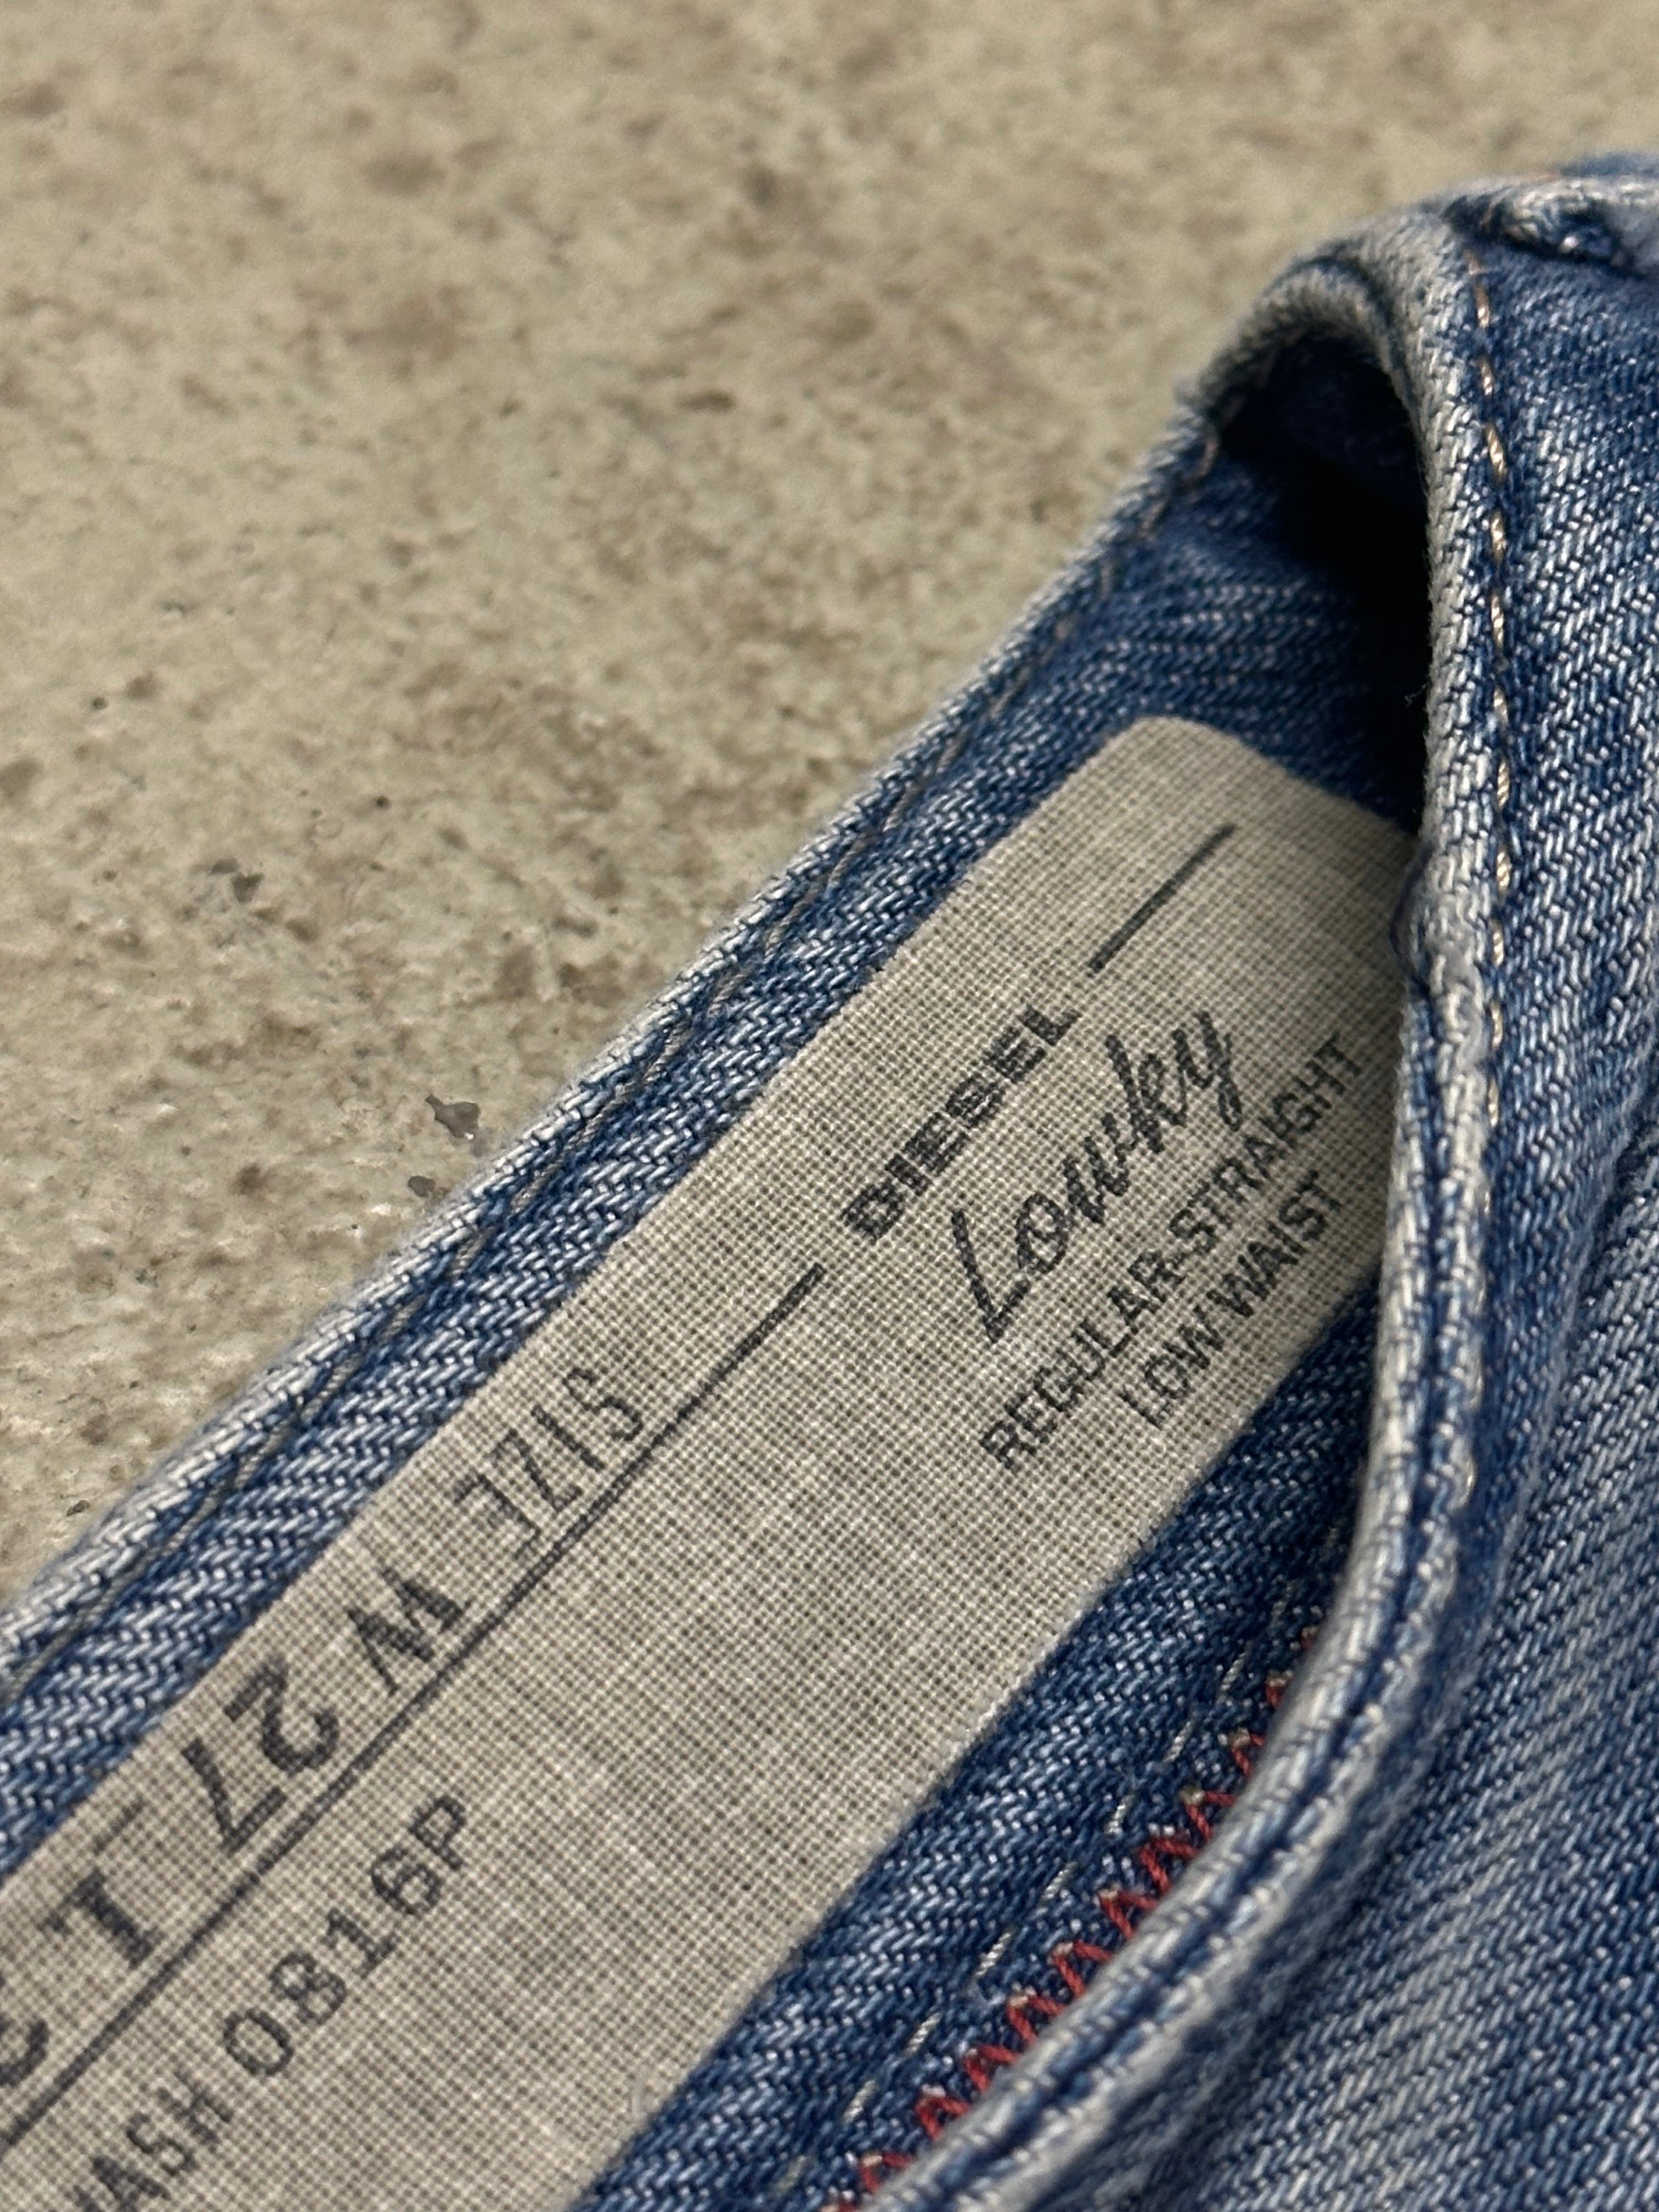 DIESEL
Lowky
REGULAR-STRAIGHT
LOW WAIST
SIZE W 27 L
WASH 0816P